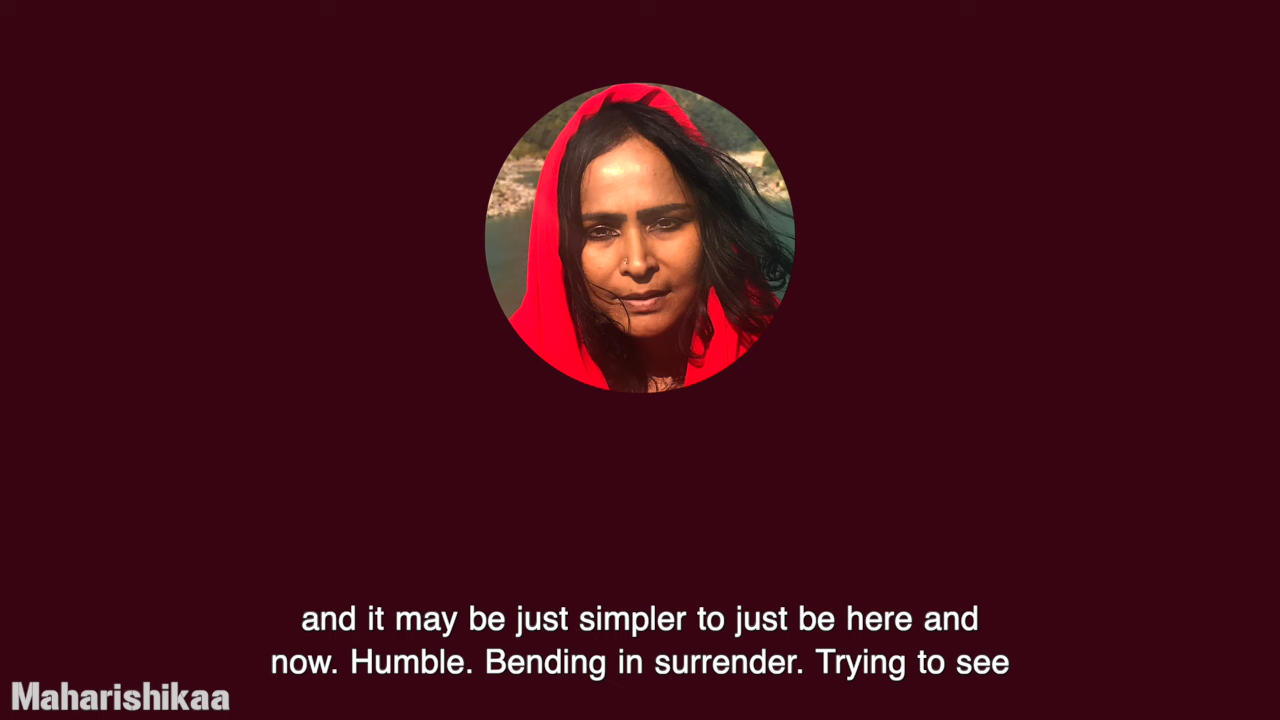 and it may be just simpler to just be here and
now. Humble. Bending in surrender. Trying to see
Maharishikaa